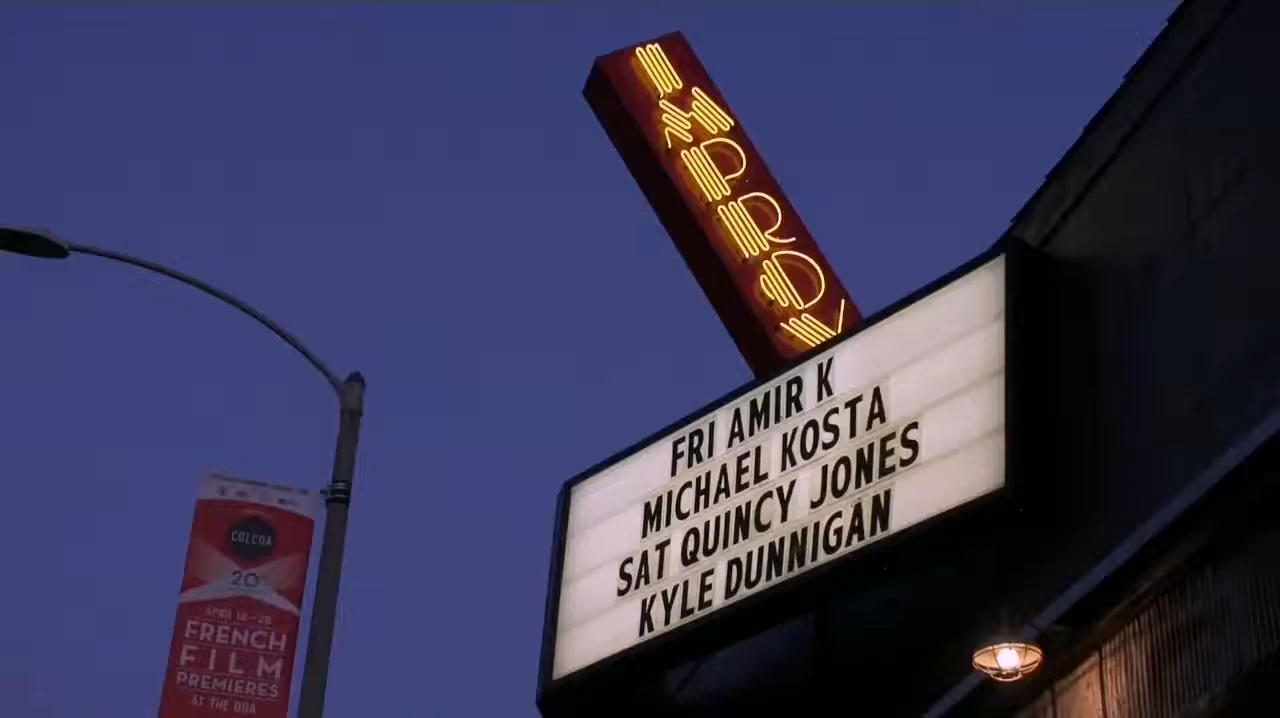 IMPROV
FRI AMIR K
MICHAEL KOSTA
SAT QUINCY JONES
KYLE DUNNIGAN
COLCOA
20
FRENCH
FILM
PREMIERES
AT THE DGA